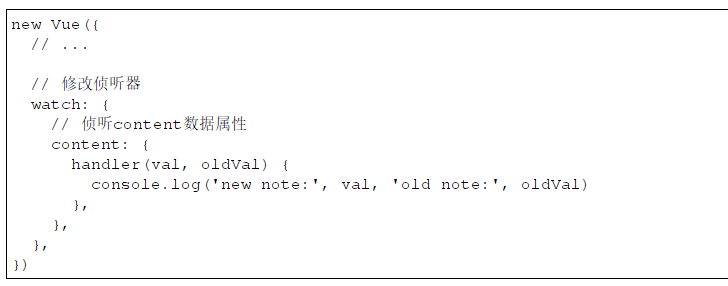 new Vue({
  // ...

  // 修改侦听器
  watch: {
    // 侦听content数据属性
    content: {
      handler(val, oldVal) {
        console.log('new note:', val, 'old note:', oldVal)
      },
    },
  },
})